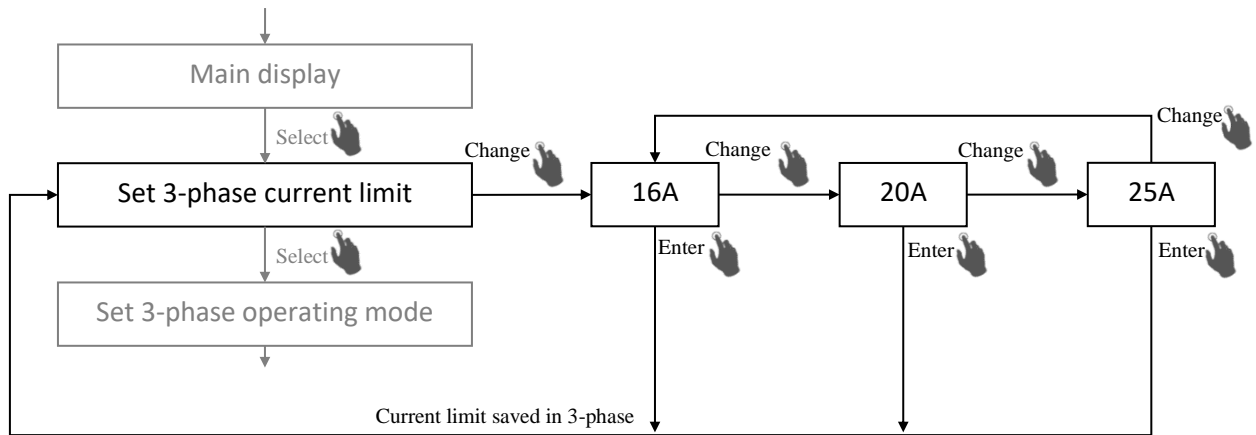 Main display
Select
Change
Change
Change
Change
Set 3-phase current limit
16A
20A
25A
Select
Enter
Enter
Enter
Set 3-phase operating mode
Current limit saved in 3-phase